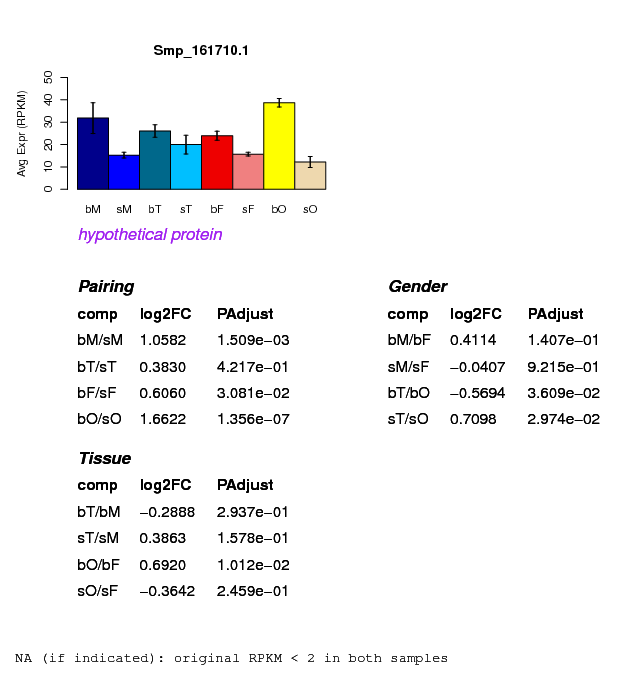 Smp_161710.1
Avg Expr (RPKM)
0 10 20 30 40 50
bM sM bT sT bF sF bO sO
hypothetical protein
Pairing
comp log2FC PAdjust
bM/sM 1.0582 1.509e−03
bT/sT 0.3830 4.217e−01
bF/sF 0.6060 3.081e−02
bO/sO 1.6622 1.356e−07
Gender
comp log2FC PAdjust
bM/bF 0.4114 1.407e−01
sM/sF −0.0407 9.215e−01
bT/bO −0.5694 3.609e−02
sT/sO 0.7098 2.974e−02
Tissue
comp log2FC PAdjust
bT/bM −0.2888 2.937e−01
sT/sM 0.3863 1.578e−01
bO/bF 0.6920 1.012e−02
sO/sF −0.3642 2.459e−01
NA (if indicated): original RPKM < 2 in both samples